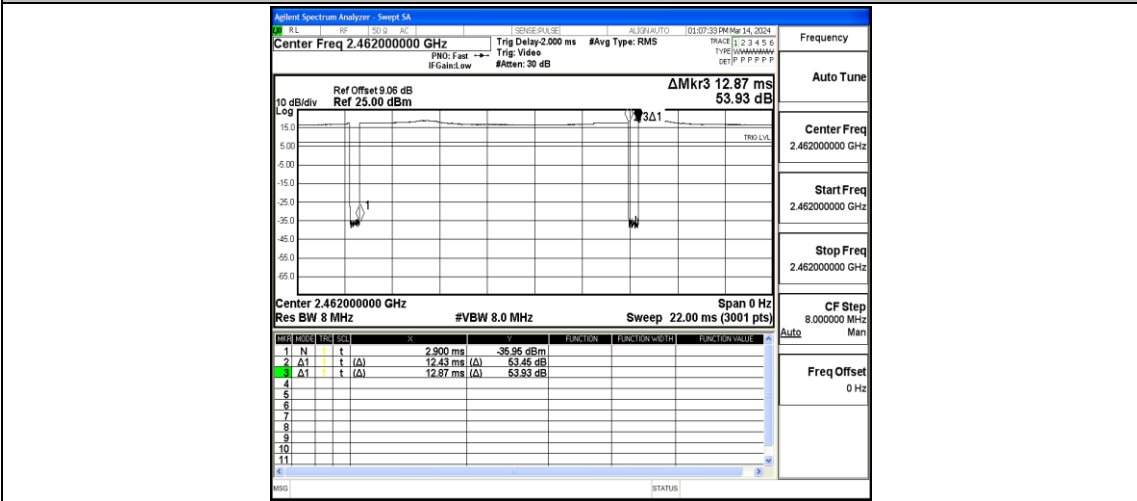 Agilent Spectrum Analyzer - Swept SA
RL RF 50 Ω AC SENSE:PULSE ALIGN AUTO 01:07:33 PM Mar 14, 2024
Center Freq 2.462000000 GHz
PNO: Fast
IFGain:Low
Trig Delay-2.000 ms
Trig: Video
#Atten: 30 dB
#Avg Type: RMS
TRACE 1 2 3 4 5 6
TYPE
DET P P P P P P
Frequency
Auto Tune
Center Freq
2.462000000 GHz
Start Freq
2.462000000 GHz
Stop Freq
2.462000000 GHz
CF Step
8.000000 MHz
Auto Man
Freq Offset
0 Hz
ΔMkr3 12.87 ms
53.93 dB
Ref Offset 9.06 dB
Ref 25.00 dBm
10 dB/div
Log
15.0
5.00
-5.00
-15.0
-25.0
-35.0
-45.0
-55.0
-65.0
3Δ1
TRIG LVL
1
Center 2.462000000 GHz Span 0 Hz
Res BW 8 MHz #VBW 8.0 MHz Sweep 22.00 ms (3001 pts)
MKR MODE TRC SCL X Y FUNCTION FUNCTION WIDTH FUNCTION VALUE
1 N 1 t 2.900 ms -35.95 dBm
2 Δ1 1 t (Δ) 12.43 ms (Δ) 53.45 dB
3 Δ1 1 t (Δ) 12.87 ms (Δ) 53.93 dB
4
5
6
7
8
9
10
11
MSG STATUS